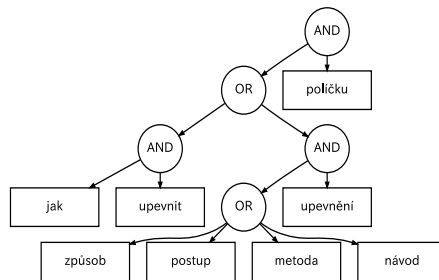 AND
OR
poličku
AND
AND
jak
upevnit
OR
upevnění
způsob
postup
metoda
návod